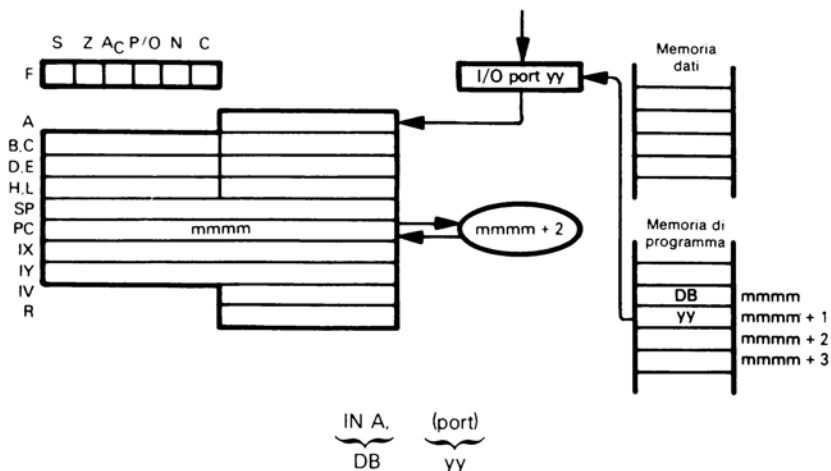 S Z AC P/O N C
F
I/O port yy
Memoria
dati
A
B.C
D.E
H.L
SP
PC mmmm
mmmm + 2
IX
IY
IV
R
Memoria di
programma
DB mmmm
yy mmmm + 1
mmmm + 2
mmmm + 3
IN A, (port)
DB yy